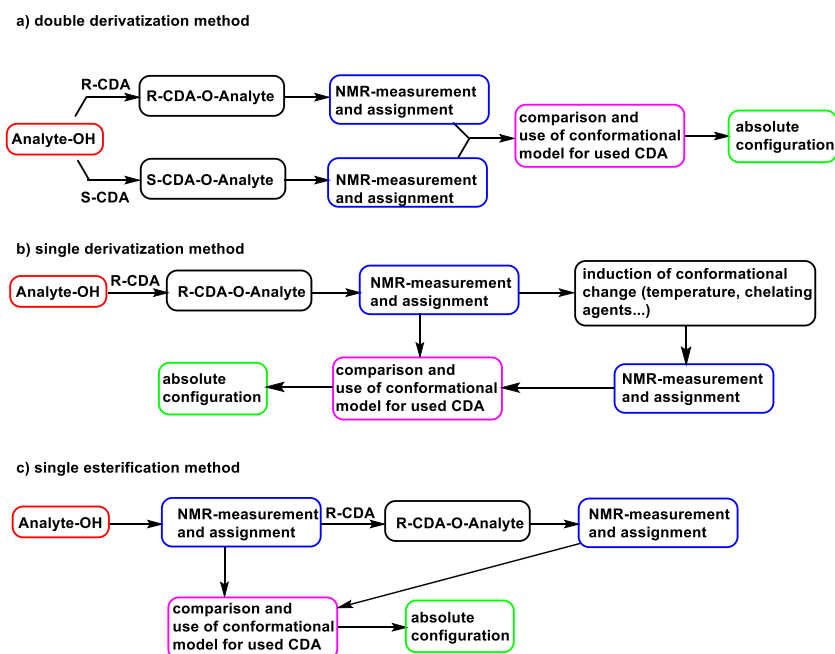 a) double derivatization method
R-CDA
R-CDA-O-Analyte
NMR-measurement
and assignment
Analyte-OH
comparison and
use of conformational
model for used CDA
absolute
configuration
S-CDA
S-CDA-O-Analyte
NMR-measurement
and assignment
b) single derivatization method
Analyte-OH
R-CDA
R-CDA-O-Analyte
NMR-measurement
and assignment
induction of conformational
change (temperature, chelating
agents...)
absolute
configuration
comparison and
use of conformational
model for used CDA
NMR-measurement
and assignment
c) single esterification method
Analyte-OH
NMR-measurement
and assignment
R-CDA
R-CDA-O-Analyte
NMR-measurement
and assignment
comparison and
use of conformational
model for used CDA
absolute
configuration